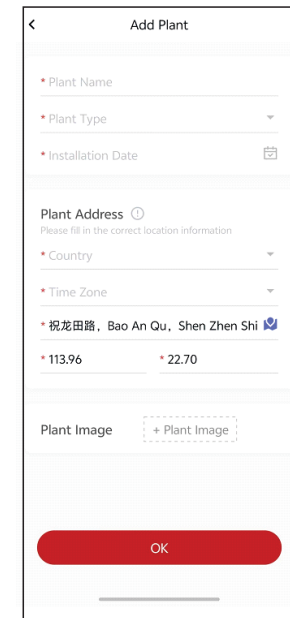 Add Plant
* Plant Name
* Plant Type
* Installation Date
Plant Address
Please fill in the correct location information
* Country
* Time Zone
* 祝龙田路, Bao An Qu, Shen Zhen Shi
* 113.96 * 22.70
Plant Image + Plant Image
OK